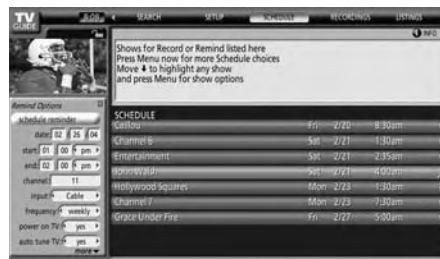 TV GUIDE 8:08 SEARCH SETUP SCHEDULE RECORDINGS LISTINGS
INFO
Shows for Record or Remind listed here
Press Menu now for more Schedule choices
Move ↓ to highlight any show
and press Menu for show options
Remind Options
schedule reminder
date: 02 / 26 / 04
start: 01 : 00 pm
end: 02 : 00 pm
channel: 11
input: Cable
frequency: weekly
power on TV: yes
auto tune TV: yes
more
SCHEDULE
Caillou Fri 2/20 8:30am
Channel 6 Sat 2/21 1:30am
Entertainment Sat 2/21 2:35am
Sat 2/21 4:00am
Hollywood Squares Mon 2/23 1:30am
Channel 7 Mon 2/23 7:30am
Grace Under Fire Fri 2/27 5:00am